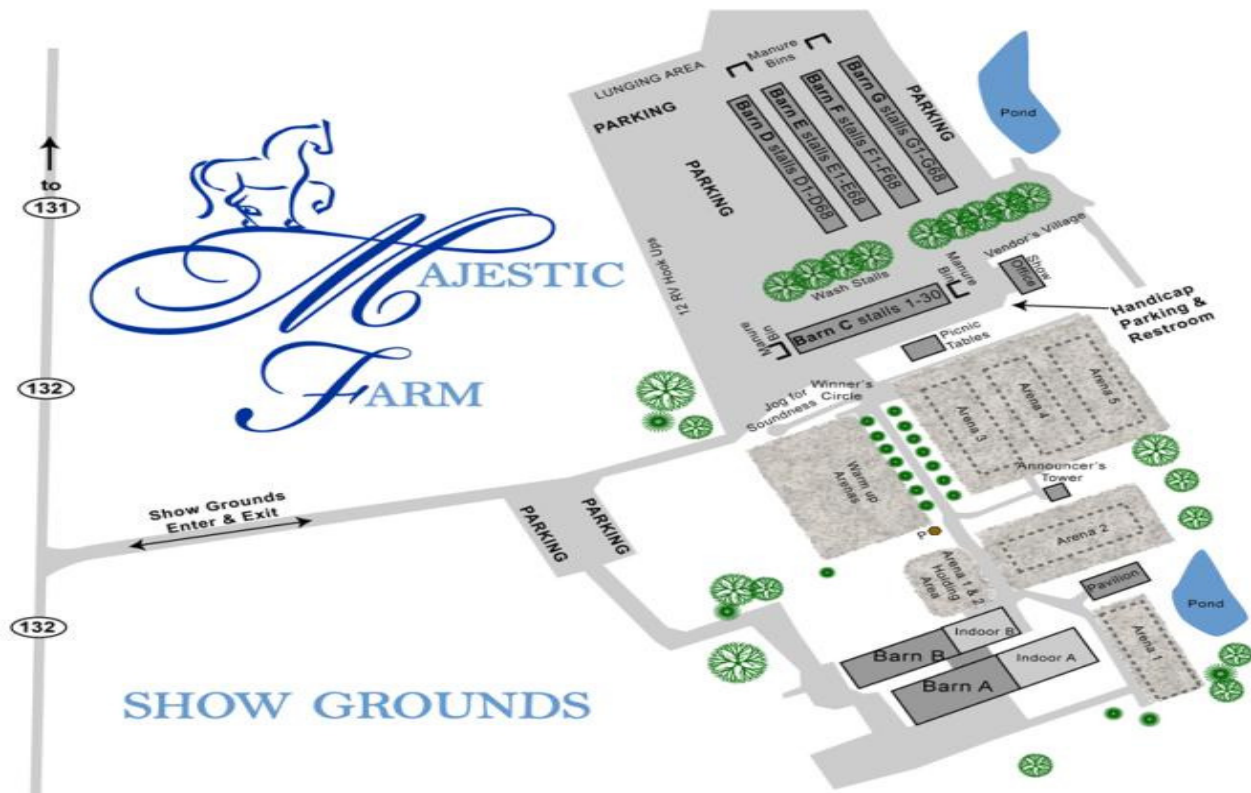 Manure
Bins
LUNGING AREA
PARKING
PARKING
PARKING
Barn D stalls D1-D68
Barn E stalls E1-E68
Barn F stalls F1-F68
Barn G stalls G1-G68
Pond
to
131
MAJESTIC
FARM
12 RV Hook Ups
Wash Stalls
Vendor's Village
Manure
Bin
Show
Office
Barn C stalls 1-30
Manure
Bin
Handicap
Parking &
Restroom
Picnic
Tables
132
Jog for
Soundness
Winner's
Circle
Arena 3
Arena 4
Arena 5
Warm up
Arenas
Announcer's
Tower
Show Grounds
Enter & Exit
PARKING
PARKING
P
Arena 2
Arena 1 & 2
Holding
Area
Pavilion
Pond
132
Indoor B
Barn B
Indoor A
Barn A
Arena 1
SHOW GROUNDS